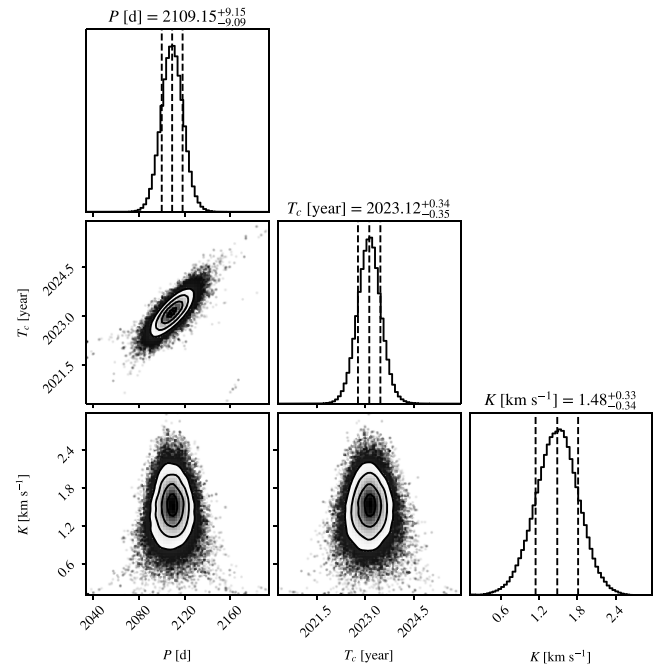 P [d] = 2109.15+9.15 −9.09
T_c [year] = 2023.12+0.34 −0.35
2024.5
2023.0
2021.5
T_c [year]
K [km s−1] = 1.48+0.33 −0.34
2.4
1.8
1.2
0.6
K [km s−1]
2040 2080 2120 2160
2021.5 2023.0 2024.5
0.6 1.2 1.8 2.4
P [d] T_c [year] K [km s−1]